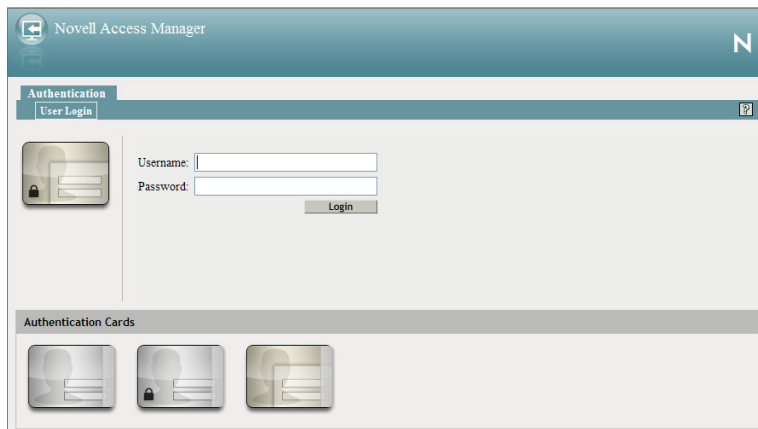 Novell Access Manager
N
Authentication
User Login
?
Username:
Password:
Login
Authentication Cards